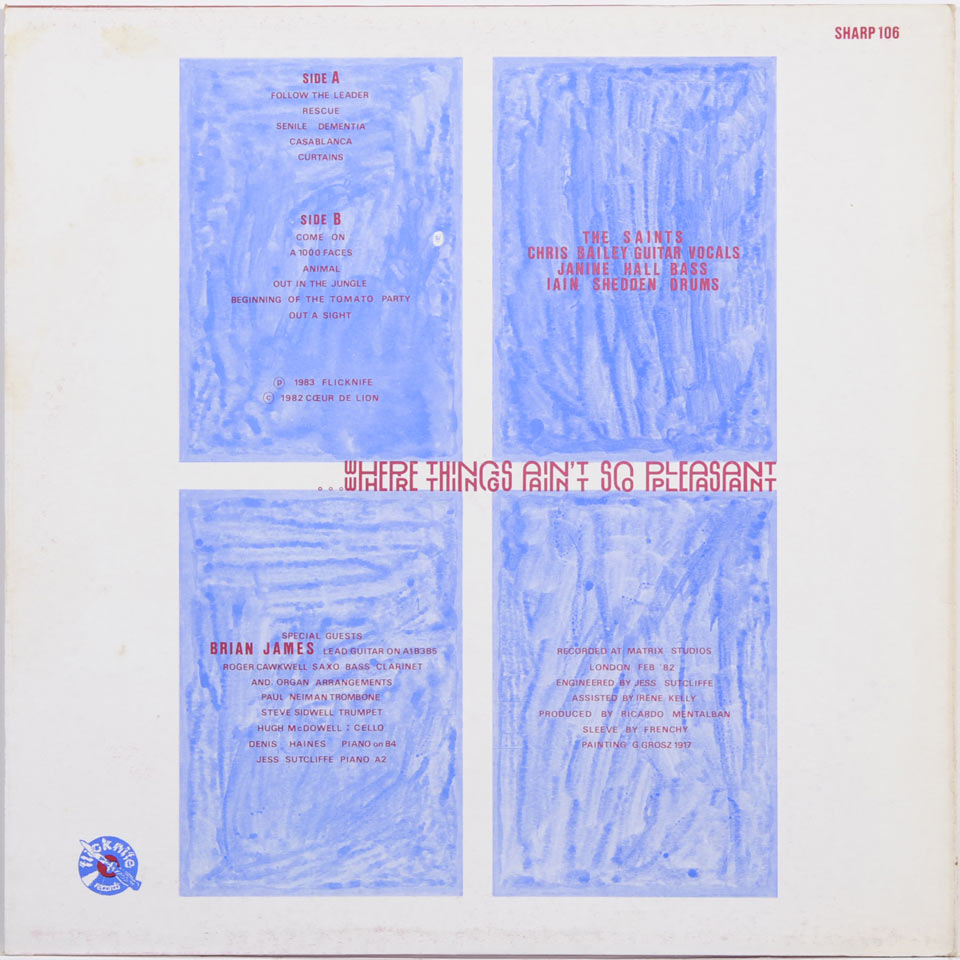 SHARP 106
SIDE A
FOLLOW THE LEADER
RESCUE
SENILE DEMENTIA
CASABLANCA
CURTAINS
SIDE B
COME ON
A 1000 FACES
ANIMAL
OUT IN THE JUNGLE
BEGINNING OF THE TOMATO PARTY
OUT A SIGHT
℗ 1983 FLICKNIFE
© 1982 CŒUR DE LION
THE SAINTS
CHRIS BAILEY GUITAR VOCALS
JANINE HALL BASS
IAIN SHEDDEN DRUMS
...WHERE THINGS AIN'T SO PLEASANT
SPECIAL GUESTS
BRIAN JAMES LEAD GUITAR ON A1B3B5
ROGER CAWKWELL SAXO BASS CLARINET
AND ORGAN ARRANGEMENTS
PAUL NEIMAN TROMBONE
STEVE SIDWELL TRUMPET
HUGH McDOWELL : CELLO
DENIS HAINES PIANO on B4
JESS SUTCLIFFE PIANO A2
RECORDED AT MATRIX STUDIOS
LONDON FEB '82
ENGINEERED BY JESS SUTCLIFFE
ASSISTED BY IRENE KELLY
PRODUCED BY RICARDO MENTALBAN
SLEEVE BY FRENCHY
PAINTING G.GROSZ 1917
flicknife
records